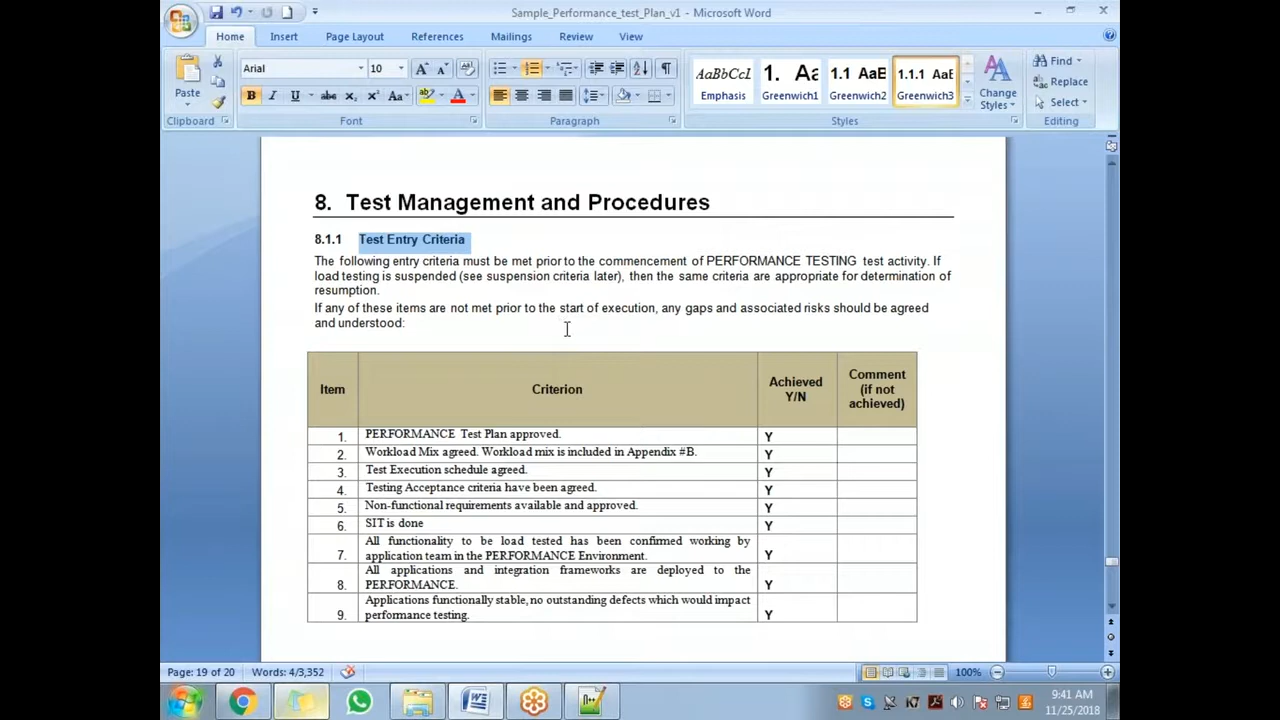 Sample_Performance_test_Plan_v1 - Microsoft Word
Home Insert Page Layout References Mailings Review View
Arial 10
Paste
AaBbCcL 1. Aa 1.1 AaB 1.1.1 AaB
Emphasis Greenwich1 Greenwich2 Greenwich3
Change Styles
Find
Replace
Select
Clipboard Font Paragraph Styles Editing
8. Test Management and Procedures
8.1.1 Test Entry Criteria
The following entry criteria must be met prior to the commencement of PERFORMANCE TESTING test activity. If
load testing is suspended (see suspension criteria later), then the same criteria are appropriate for determination of
resumption.
If any of these items are not met prior to the start of execution, any gaps and associated risks should be agreed
and understood:
Item Criterion Achieved Y/N Comment (if not achieved)
1. PERFORMANCE Test Plan approved. Y
2. Workload Mix agreed. Workload mix is included in Appendix #B. Y
3. Test Execution schedule agreed. Y
4. Testing Acceptance criteria have been agreed. Y
5. Non-functional requirements available and approved. Y
6. SIT is done Y
All functionality to be load tested has been confirmed working by
7. application team in the PERFORMANCE Environment. Y
All applications and integration frameworks are deployed to the
8. PERFORMANCE. Y
Applications functionally stable, no outstanding defects which would impact
9. performance testing. Y
Page: 19 of 20 Words: 4/3,352 100%
9:41 AM
11/25/2018